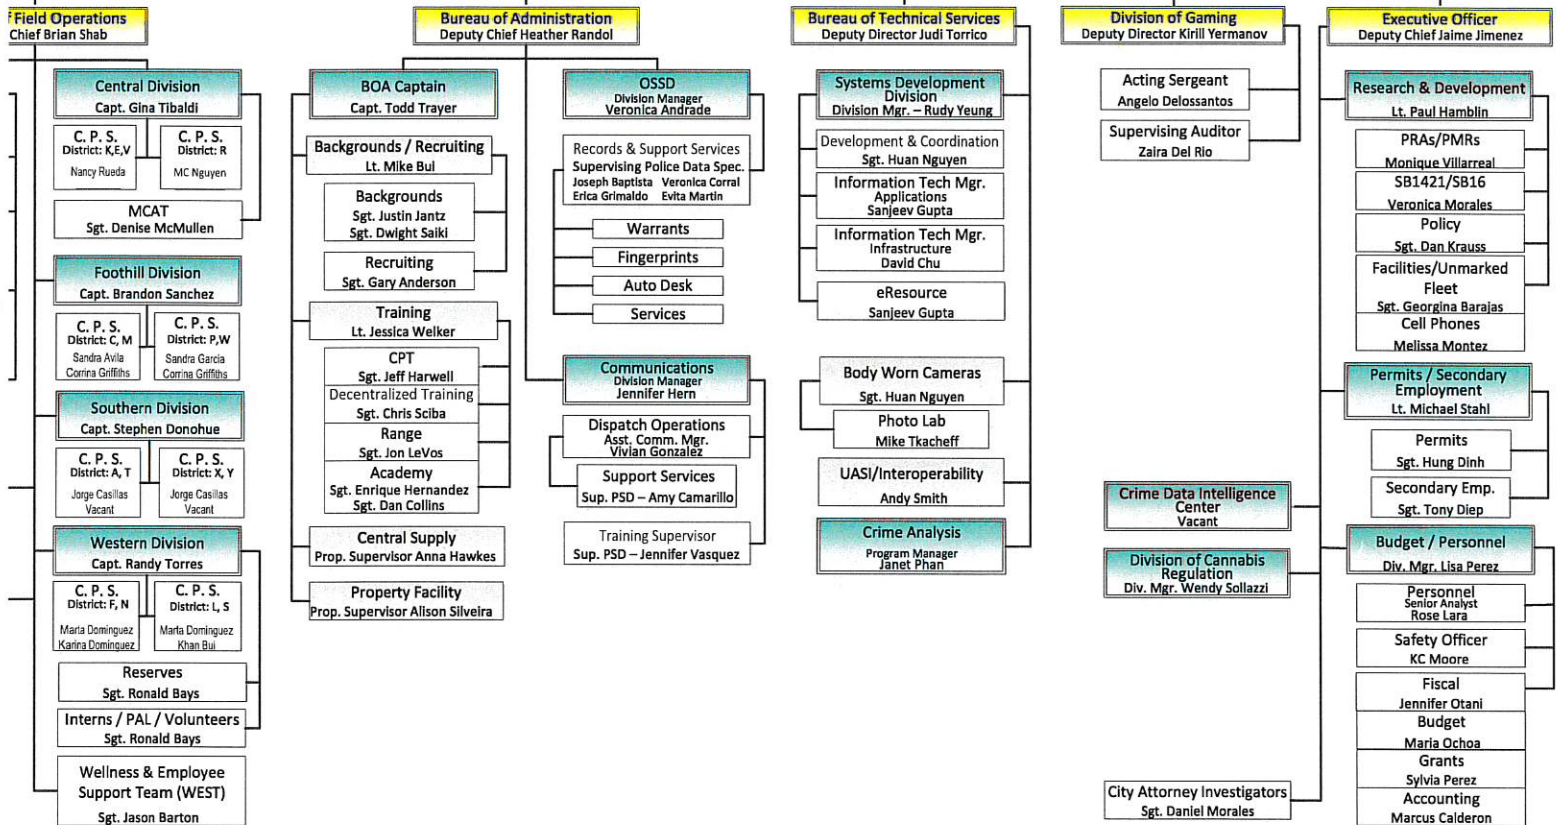 f Field Operations
Chief Brian Shab
Central Division
Capt. Gina Tibaldi
C. P. S.
District: K,E,V
Nancy Rueda
C. P. S.
District: R
MC Nguyen
MCAT
Sgt. Denise McMullen
Foothill Division
Capt. Brandon Sanchez
C. P. S.
District: C, M
Sandra Avila
Corrina Griffiths
C. P. S.
District: P,W
Sandra Garcia
Corrina Griffiths
Southern Division
Capt. Stephen Donohue
C. P. S.
District: A, T
Jorge Casillas
Vacant
C. P. S.
District: X, Y
Jorge Casillas
Vacant
Western Division
Capt. Randy Torres
C. P. S.
District: F, N
Marta Dominguez
Karina Dominguez
C. P. S.
District: L, S
Marta Dominguez
Khan Bui
Reserves
Sgt. Ronald Bays
Interns / PAL / Volunteers
Sgt. Ronald Bays
Wellness & Employee
Support Team (WEST)
Sgt. Jason Barton
Bureau of Administration
Deputy Chief Heather Randol
BOA Captain
Capt. Todd Trayer
Backgrounds / Recruiting
Lt. Mike Bui
Backgrounds
Sgt. Justin Jantz
Sgt. Dwight Saiki
Recruiting
Sgt. Gary Anderson
Training
Lt. Jessica Welker
CPT
Sgt. Jeff Harwell
Decentralized Training
Sgt. Chris Sciba
Range
Sgt. Jon LeVos
Academy
Sgt. Enrique Hernandez
Sgt. Dan Collins
Central Supply
Prop. Supervisor Anna Hawkes
Property Facility
Prop. Supervisor Alison Silveira
OSSD
Division Manager
Veronica Andrade
Records & Support Services
Supervising Police Data Spec.
Joseph Baptista Veronica Corral
Erica Grimaldo Evita Martin
Warrants
Fingerprints
Auto Desk
Services
Communications
Division Manager
Jennifer Hern
Dispatch Operations
Asst. Comm. Mgr.
Vivian Gonzalez
Support Services
Sup. PSD – Amy Camarillo
Training Supervisor
Sup. PSD – Jennifer Vasquez
Bureau of Technical Services
Deputy Director Judi Torrico
Systems Development
Division
Division Mgr. – Rudy Yeung
Development & Coordination
Sgt. Huan Nguyen
Information Tech Mgr.
Applications
Sanjeev Gupta
Information Tech Mgr.
Infrastructure
David Chu
eResource
Sanjeev Gupta
Body Worn Cameras
Sgt. Huan Nguyen
Photo Lab
Mike Tkacheff
UASI/Interoperability
Andy Smith
Crime Analysis
Program Manager
Janet Phan
Division of Gaming
Deputy Director Kirill Yermanov
Acting Sergeant
Angelo Delossantos
Supervising Auditor
Zaira Del Rio
Crime Data Intelligence
Center
Vacant
Division of Cannabis
Regulation
Div. Mgr. Wendy Sollazzi
City Attorney Investigators
Sgt. Daniel Morales
Executive Officer
Deputy Chief Jaime Jimenez
Research & Development
Lt. Paul Hamblin
PRAs/PMRs
Monique Villarreal
SB1421/SB16
Veronica Morales
Policy
Sgt. Dan Krauss
Facilities/Unmarked
Fleet
Sgt. Georgina Barajas
Cell Phones
Melissa Montez
Permits / Secondary
Employment
Lt. Michael Stahl
Permits
Sgt. Hung Dinh
Secondary Emp.
Sgt. Tony Diep
Budget / Personnel
Div. Mgr. Lisa Perez
Personnel
Senior Analyst
Rose Lara
Safety Officer
KC Moore
Fiscal
Jennifer Otani
Budget
Maria Ochoa
Grants
Sylvia Perez
Accounting
Marcus Calderon